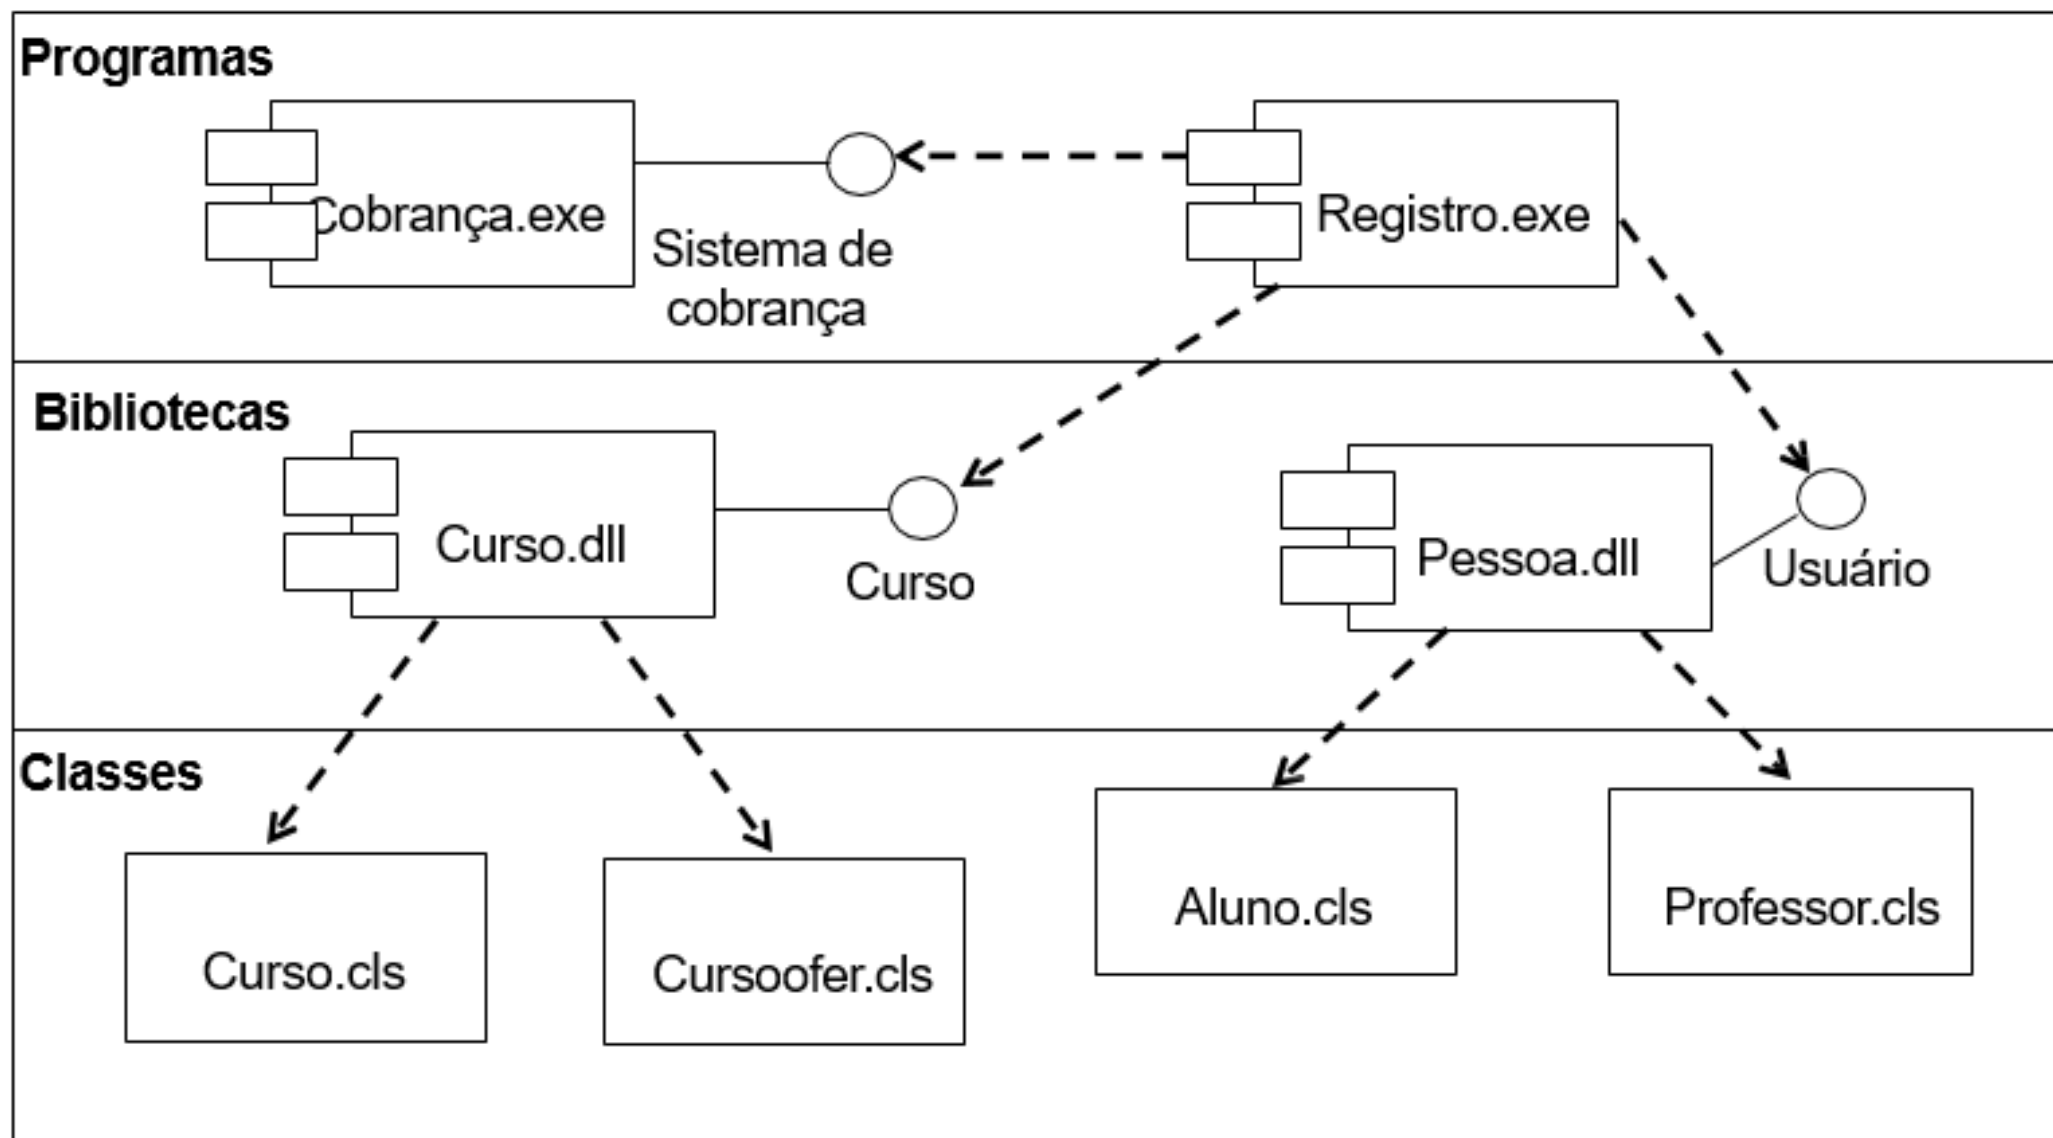 Programas
Cobrança.exe
Sistema de
cobrança
Registro.exe
Bibliotecas
Curso.dll
Curso
Pessoa.dll
Usuário
Classes
Curso.cls
Cursoofer.cls
Aluno.cls
Professor.cls